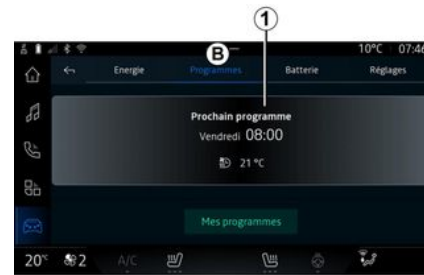 1
B
10°C 07:46
Energie Programmes Batterie Réglages
Prochain programme
Vendredi 08:00
21 °C
Mes programmes
20° 2 A/C